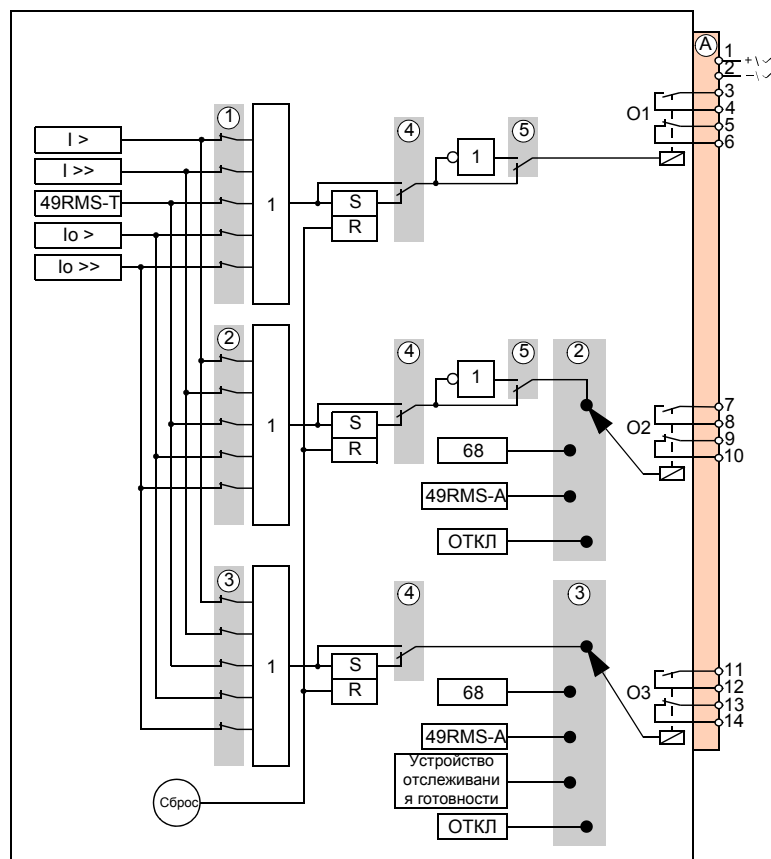 A
1
+\~
2
–\~
3
O1
4
5
6
1
4
5
I >
I >>
1
49RMS-T
1
S
Io >
R
Io >>
2
4
5
2
1
7
O2
8
1
S
9
R
68
10
49RMS-A
ОТКЛ
3
4
3
1
S
11
R
68
O3
12
13
49RMS-A
14
Устройство
отслеживани
я готовности
Сброс
ОТКЛ